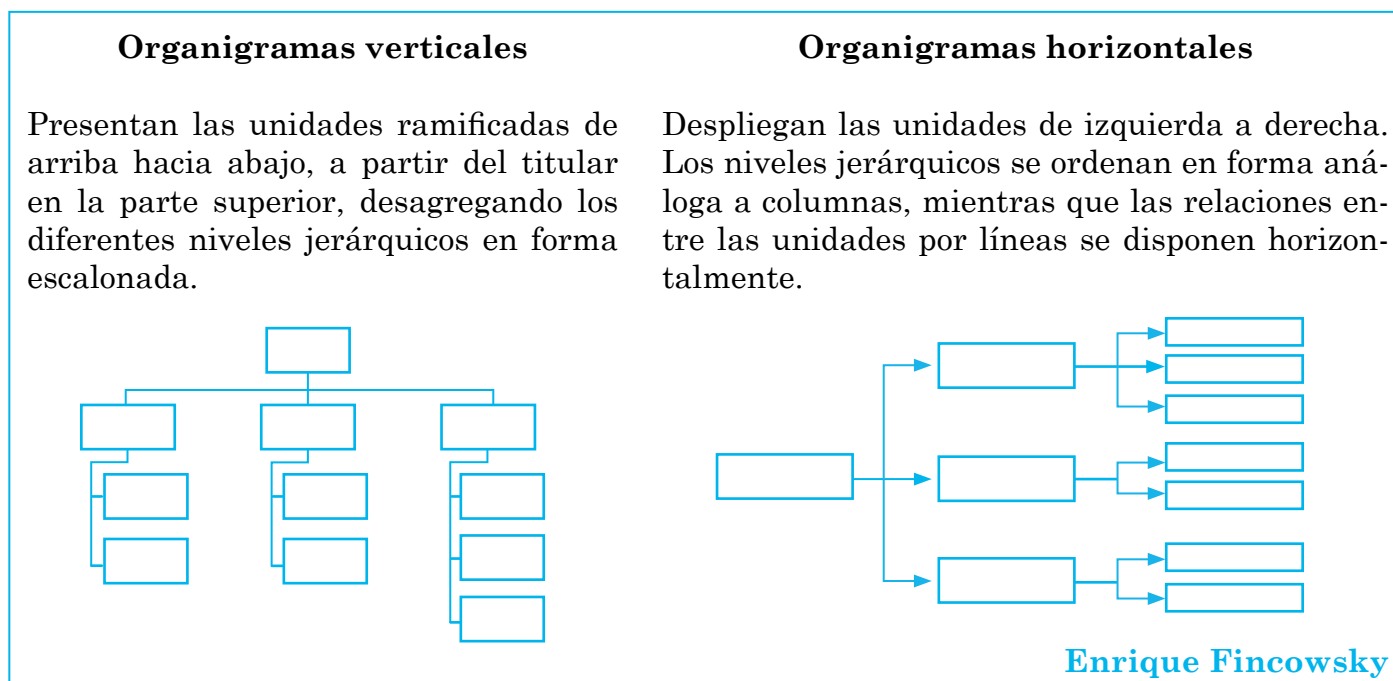 Organigramas verticales
Presentan las unidades ramificadas de
arriba hacia abajo, a partir del titular
en la parte superior, desagregando los
diferentes niveles jerárquicos en forma
escalonada.
Organigramas horizontales
Despliegan las unidades de izquierda a derecha.
Los niveles jerárquicos se ordenan en forma aná-
loga a columnas, mientras que las relaciones en-
tre las unidades por líneas se disponen horizon-
talmente.
Enrique Fincowsky